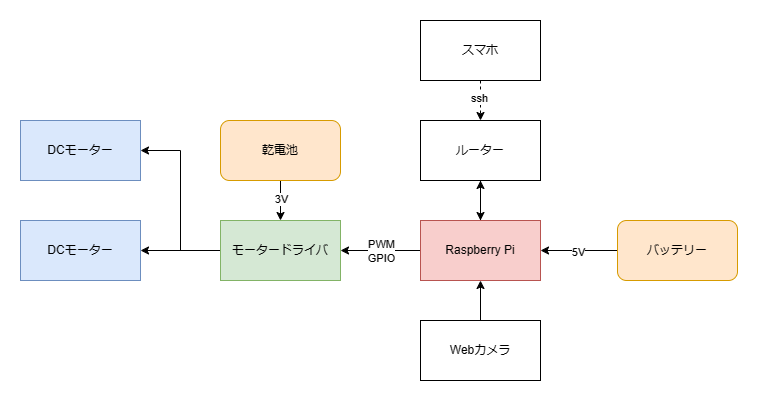 スマホ
ssh
DCモーター
乾電池
ルーター
3V
DCモーター
モータードライバ
PWM
GPIO
Raspberry Pi
5V
バッテリー
Webカメラ